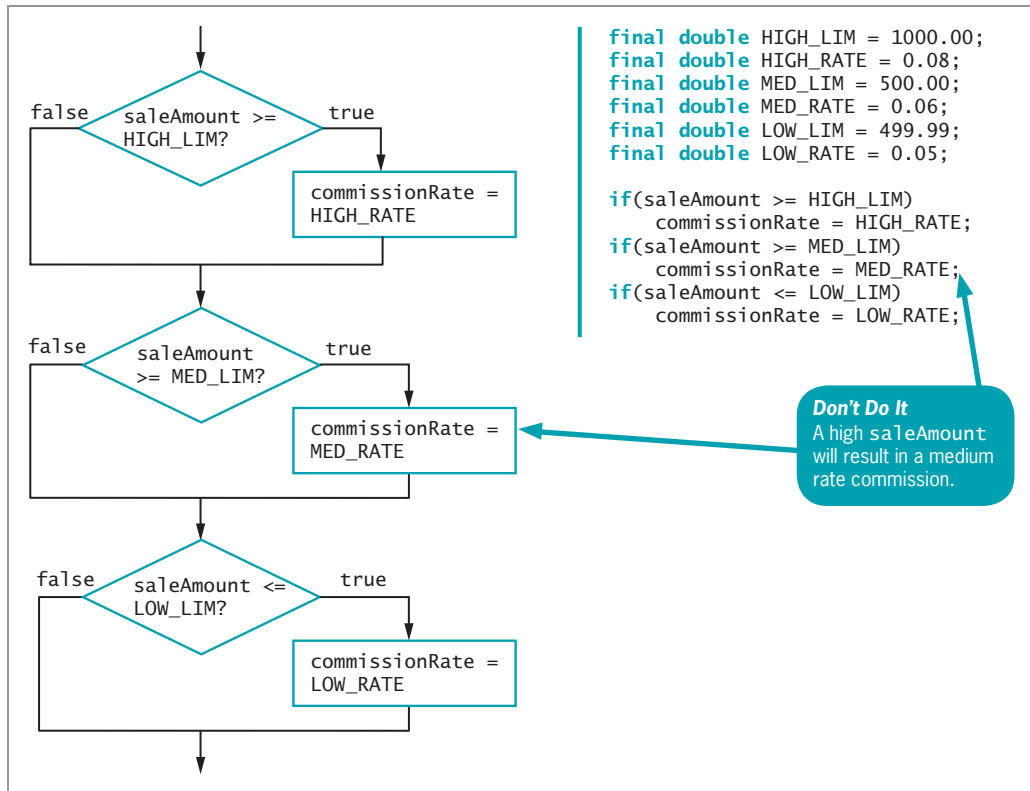 false
saleAmount >=
HIGH_LIM?
true
commissionRate =
HIGH_RATE
false
saleAmount
>= MED_LIM?
true
commissionRate =
MED_RATE
false
saleAmount <=
LOW_LIM?
true
commissionRate =
LOW_RATE
final double HIGH_LIM = 1000.00;
final double HIGH_RATE = 0.08;
final double MED_LIM = 500.00;
final double MED_RATE = 0.06;
final double LOW_LIM = 499.99;
final double LOW_RATE = 0.05;
if(saleAmount >= HIGH_LIM)
    commissionRate = HIGH_RATE;
if(saleAmount >= MED_LIM)
    commissionRate = MED_RATE;
if(saleAmount <= LOW_LIM)
    commissionRate = LOW_RATE;
Don't Do It
A high saleAmount
will result in a medium
rate commission.